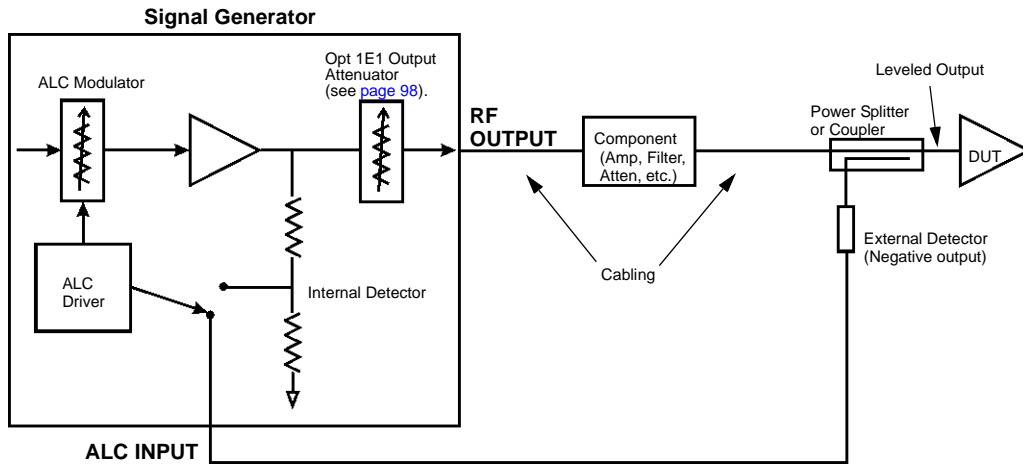 Signal Generator
ALC Modulator
Opt 1E1 Output
Attenuator
(see page 98).
RF
OUTPUT
Component
(Amp, Filter,
Atten, etc.)
Leveled Output
Power Splitter
or Coupler
DUT
External Detector
(Negative output)
Cabling
Internal Detector
ALC
Driver
ALC INPUT